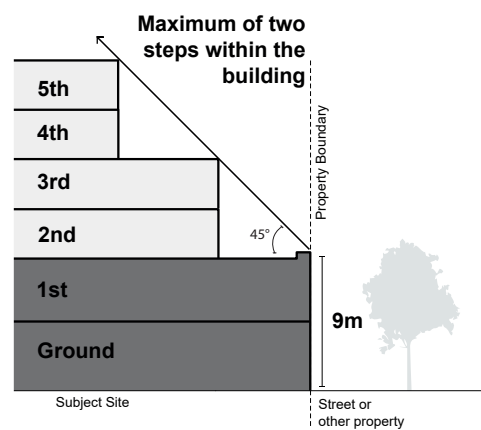 Maximum of two
steps within the
building
5th
4th
3rd
2nd
1st
Ground
45°
Property Boundary
9m
Subject Site
Street or
other property